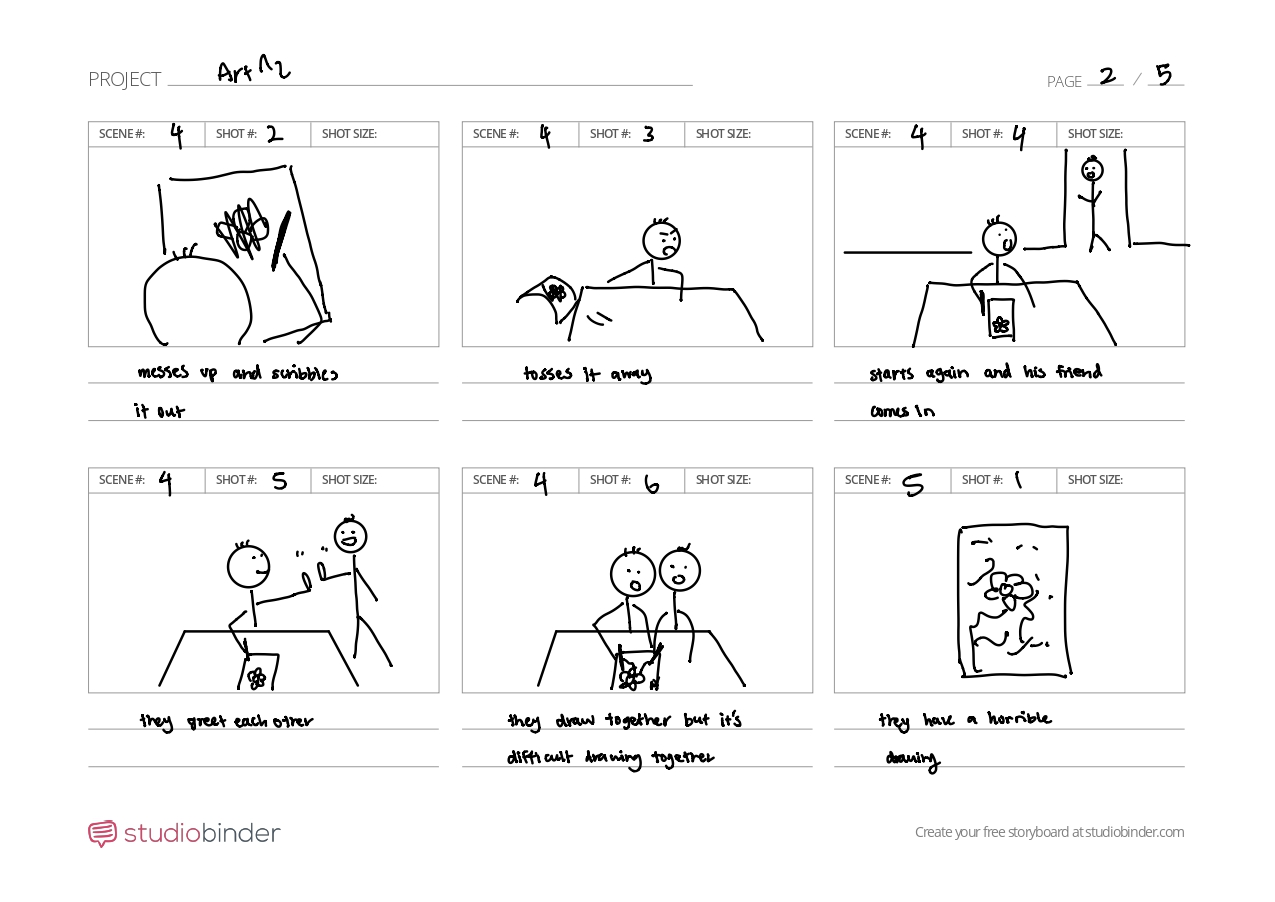 PROJECT Art 12
PAGE 2 / 5
SCENE #: 4 SHOT #: 2 SHOT SIZE:
SCENE #: 4 SHOT #: 3 SHOT SIZE:
SCENE #: 4 SHOT #: 4 SHOT SIZE:
messes up and scribbles
it out
tosses it away
starts again and his friend
comes in
SCENE #: 4 SHOT #: 5 SHOT SIZE:
SCENE #: 4 SHOT #: 6 SHOT SIZE:
SCENE #: 5 SHOT #: 1 SHOT SIZE:
they greet each other
they draw together but it's
difficult drawing together
they have a horrible
drawing
studiobinder
Create your free storyboard at studiobinder.com